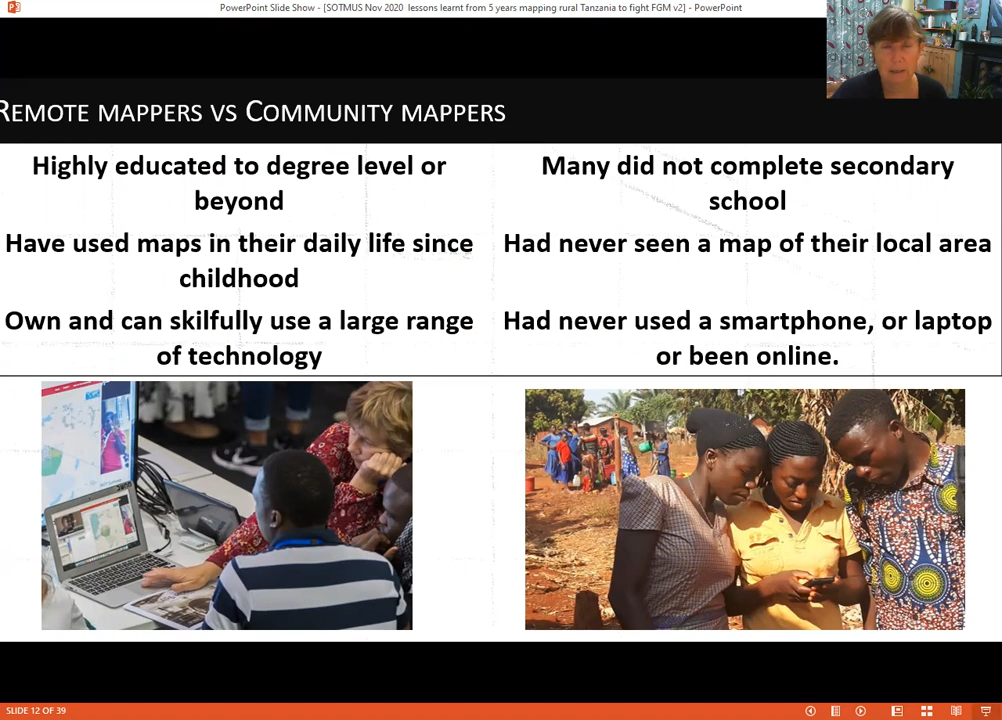 PowerPoint Slide Show - [SOTMUS Nov 2020 lessons learnt from 5 years mapping rural Tanzania to fight FGM v2] - PowerPoint
REMOTE MAPPERS VS COMMUNITY MAPPERS
Highly educated to degree level or
beyond
Many did not complete secondary
school
Have used maps in their daily life since
childhood
Had never seen a map of their local area
Own and can skilfully use a large range
of technology
Had never used a smartphone, or laptop
or been online.
SLIDE 12 OF 39